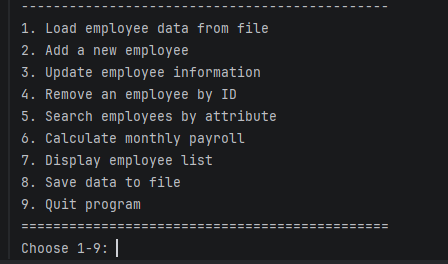 ----------------------------------------------
1. Load employee data from file
2. Add a new employee
3. Update employee information
4. Remove an employee by ID
5. Search employees by attribute
6. Calculate monthly payroll
7. Display employee list
8. Save data to file
9. Quit program
==============================================
Choose 1-9: